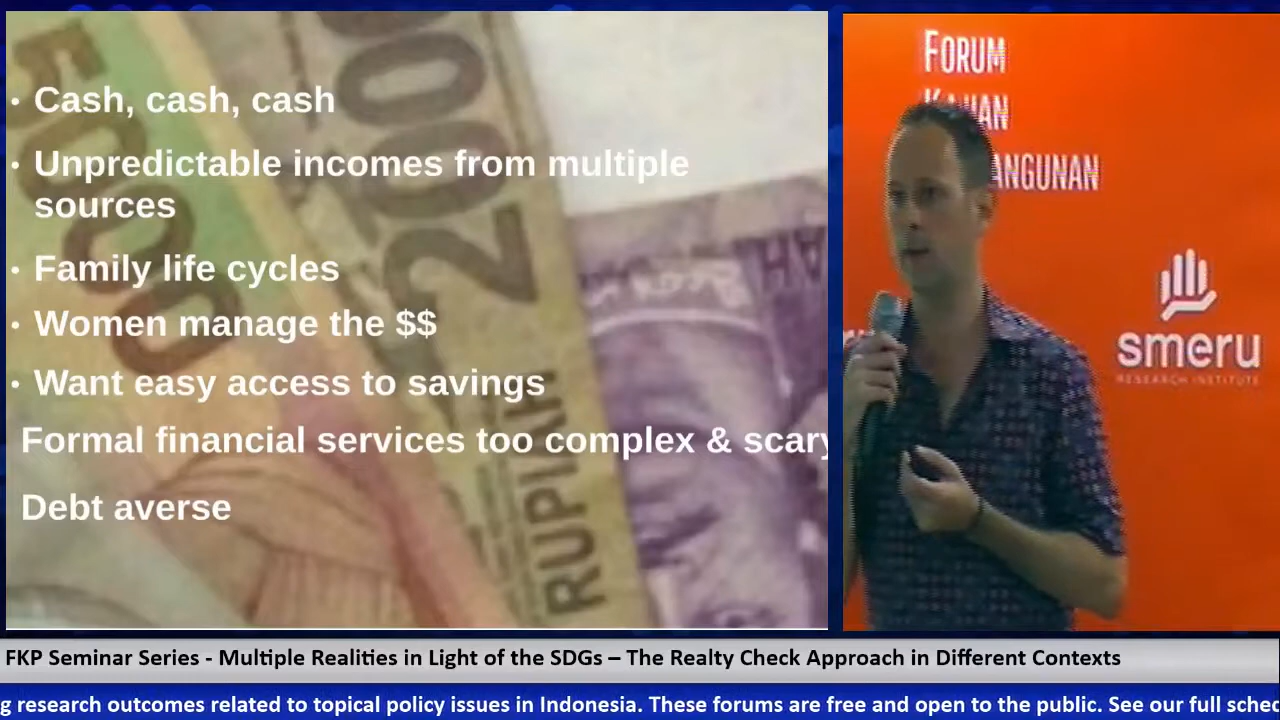 • Cash, cash, cash
• Unpredictable incomes from multiple
sources
• Family life cycles
• Women manage the $$
• Want easy access to savings
Formal financial services too complex & scary
Debt averse
RUPIAH
FORUM
ANGUNAN
smeru
RESEARCH INSTITUTE
FKP Seminar Series - Multiple Realities in Light of the SDGs – The Realty Check Approach in Different Contexts
g research outcomes related to topical policy issues in Indonesia. These forums are free and open to the public. See our full sched